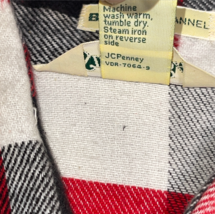 Machine
wash warm,
tumble dry.
Steam iron
on reverse
side
JCPenney
VDR-7064-9
B
ANNEL